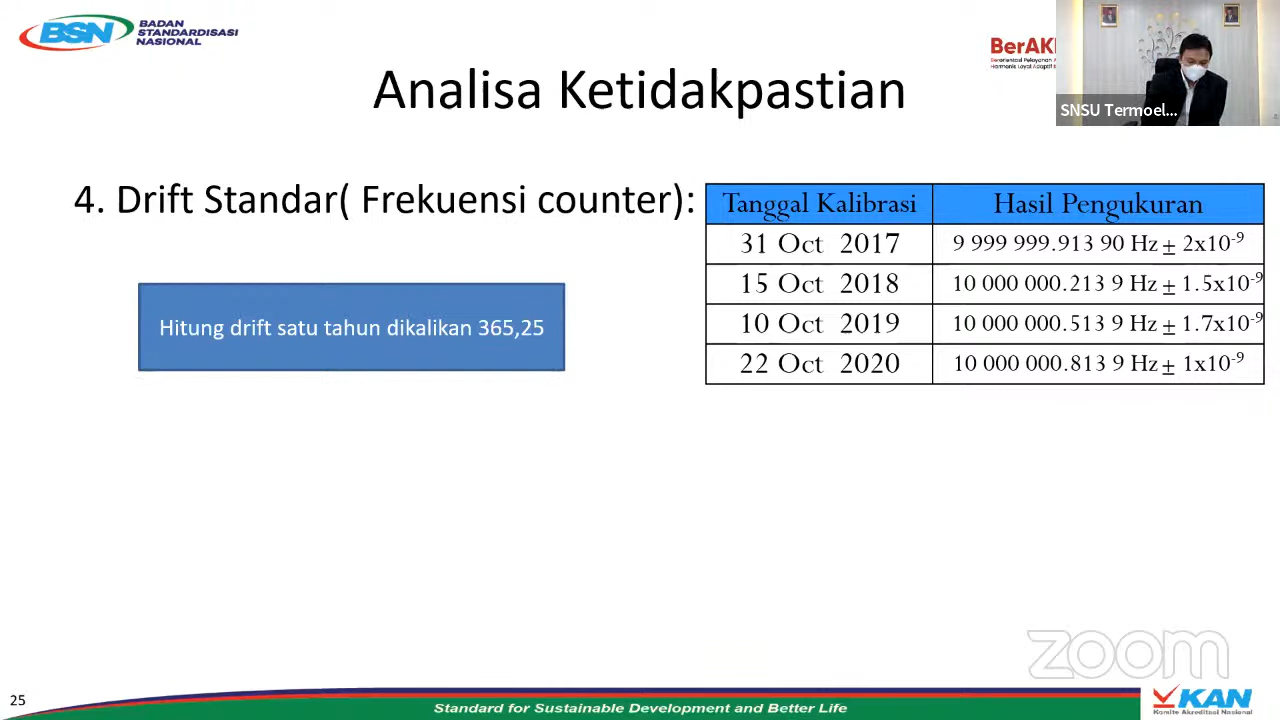 BSN BADAN
STANDARDISASI
NASIONAL
BerAK
SNSU Termoel...
Analisa Ketidakpastian
4. Drift Standar( Frekuensi counter):
Hitung drift satu tahun dikalikan 365,25
Tanggal Kalibrasi Hasil Pengukuran
31 Oct 2017 9 999 999.913 90 Hz ± 2x10⁻⁹
15 Oct 2018 10 000 000.213 9 Hz ± 1.5x10⁻⁹
10 Oct 2019 10 000 000.513 9 Hz ± 1.7x10⁻⁹
22 Oct 2020 10 000 000.813 9 Hz ± 1x10⁻⁹
zoom
25
Standard for Sustainable Development and Better Life
KAN
Komite Akreditasi Nasional